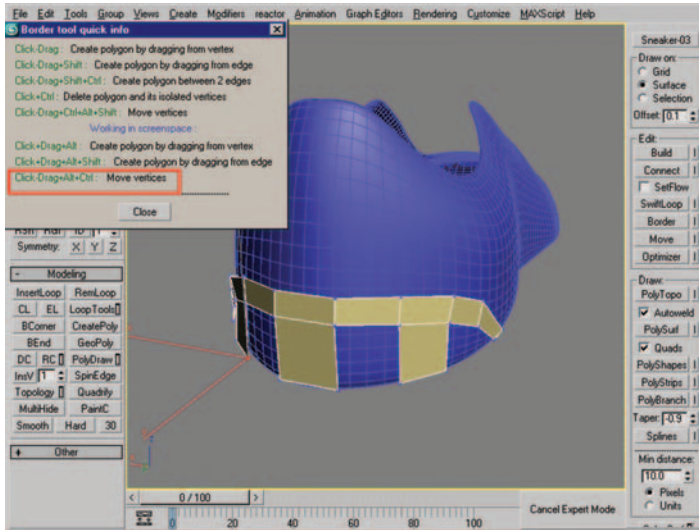 File Edit Tools Group Views Create Modifiers reactor Animation Graph Editors Rendering Customize MAXScript Help
Border tool quick info
Click-Drag : Create polygon by dragging from vertex
Click-Drag+Shift : Create polygon by dragging from edge
Click-Drag+Shift+Ctrl : Create polygon between 2 edges
Click+Ctrl : Delete polygon and its isolated vertices
Click-Drag+Ctrl+Alt+Shift : Move vertices
Working in screenspace :
Click+Drag+Alt : Create polygon by dragging from vertex
Click+Drag+Alt+Shift : Create polygon by dragging from edge
Click-Drag+Alt+Ctrl : Move vertices
Close
Symmetry: X Y Z
- Modeling
InsertLoop RemLoop
CL EL LoopTools
BCorner CreatePoly
BEnd GeoPoly
DC RC PolyDraw
InsV 1 SpinEdge
Topology Quadrify
MultiHide PaintC
Smooth Hard 30
+ Other
Sneaker-03
Draw on:
Grid
Surface
Selection
Offset: 0.1
Edit:
Build
Connect
SetFlow
SwiftLoop
Border
Move
Optimizer
Draw:
PolyTopo
Autoweld
PolySurf
Quads
PolyShapes
PolyStrips
PolyBranch
Taper: -0.9
Splines
Min distance:
10.0
Pixels
Units
< 0 / 100 >
0 20 40 60 80 100
Cancel Expert Mode